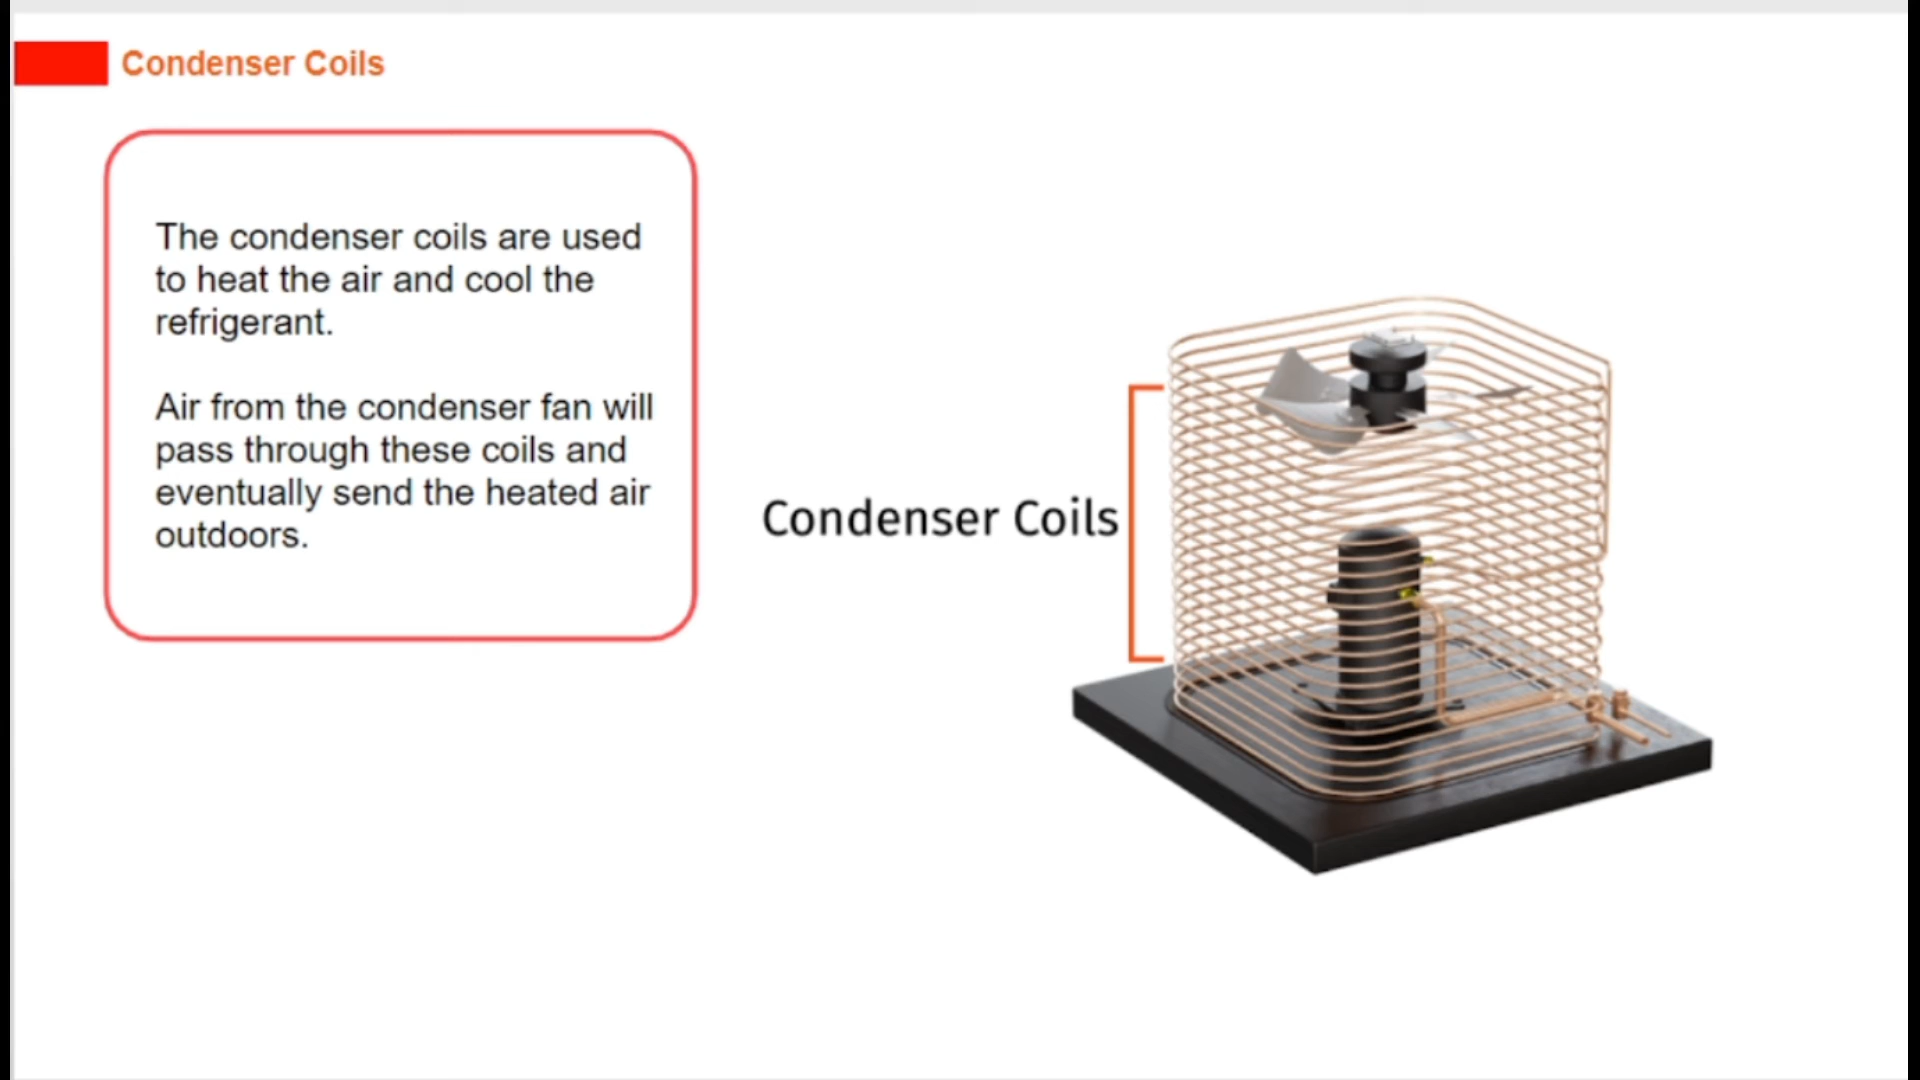 Condenser Coils
The condenser coils are used
to heat the air and cool the
refrigerant.
Air from the condenser fan will
pass through these coils and
eventually send the heated air
outdoors.
Condenser Coils